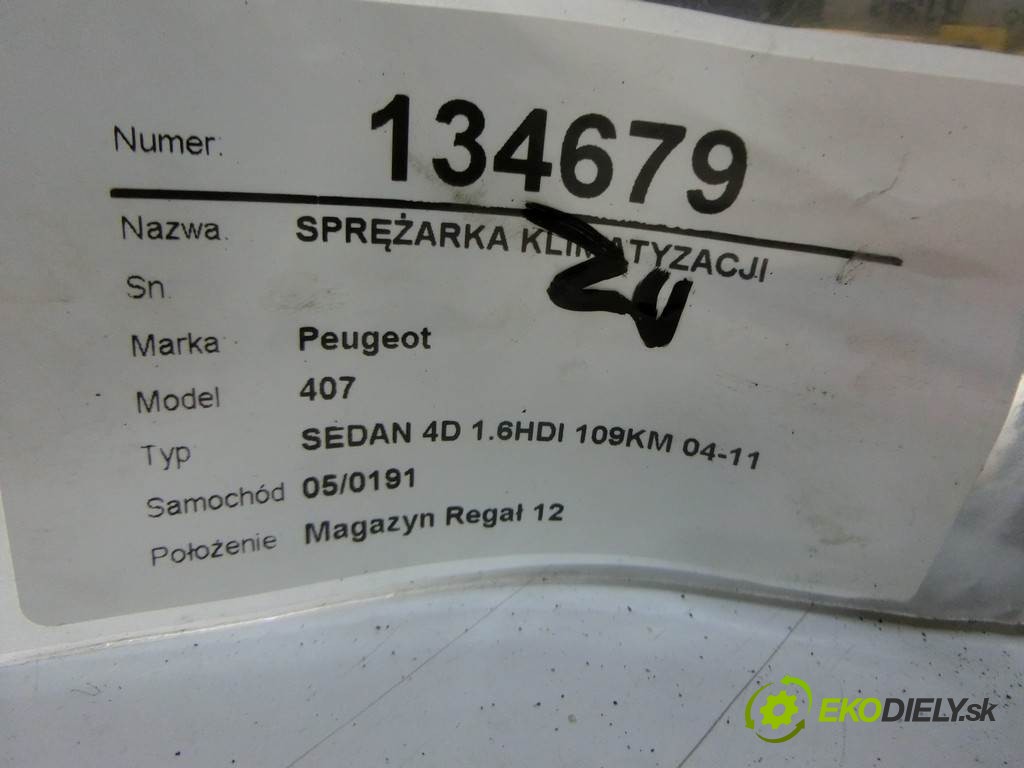 Numer: 134679
Nazwa. SPRĘŻARKA KLIMATYZACJI
Sn.
Marka Peugeot
Model 407
Typ SEDAN 4D 1.6HDI 109KM 04-11
Samochód 05/0191
Położenie Magazyn Regał 12
EKODIELY.sk